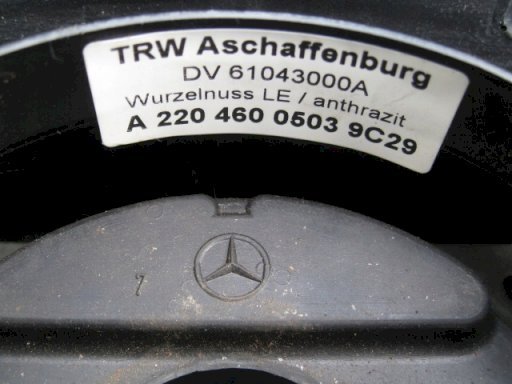 TRW Aschaffenburg
DV 61043000A
Wurzelnuss LE / anthrazit
A 220 460 0503 9C29
7